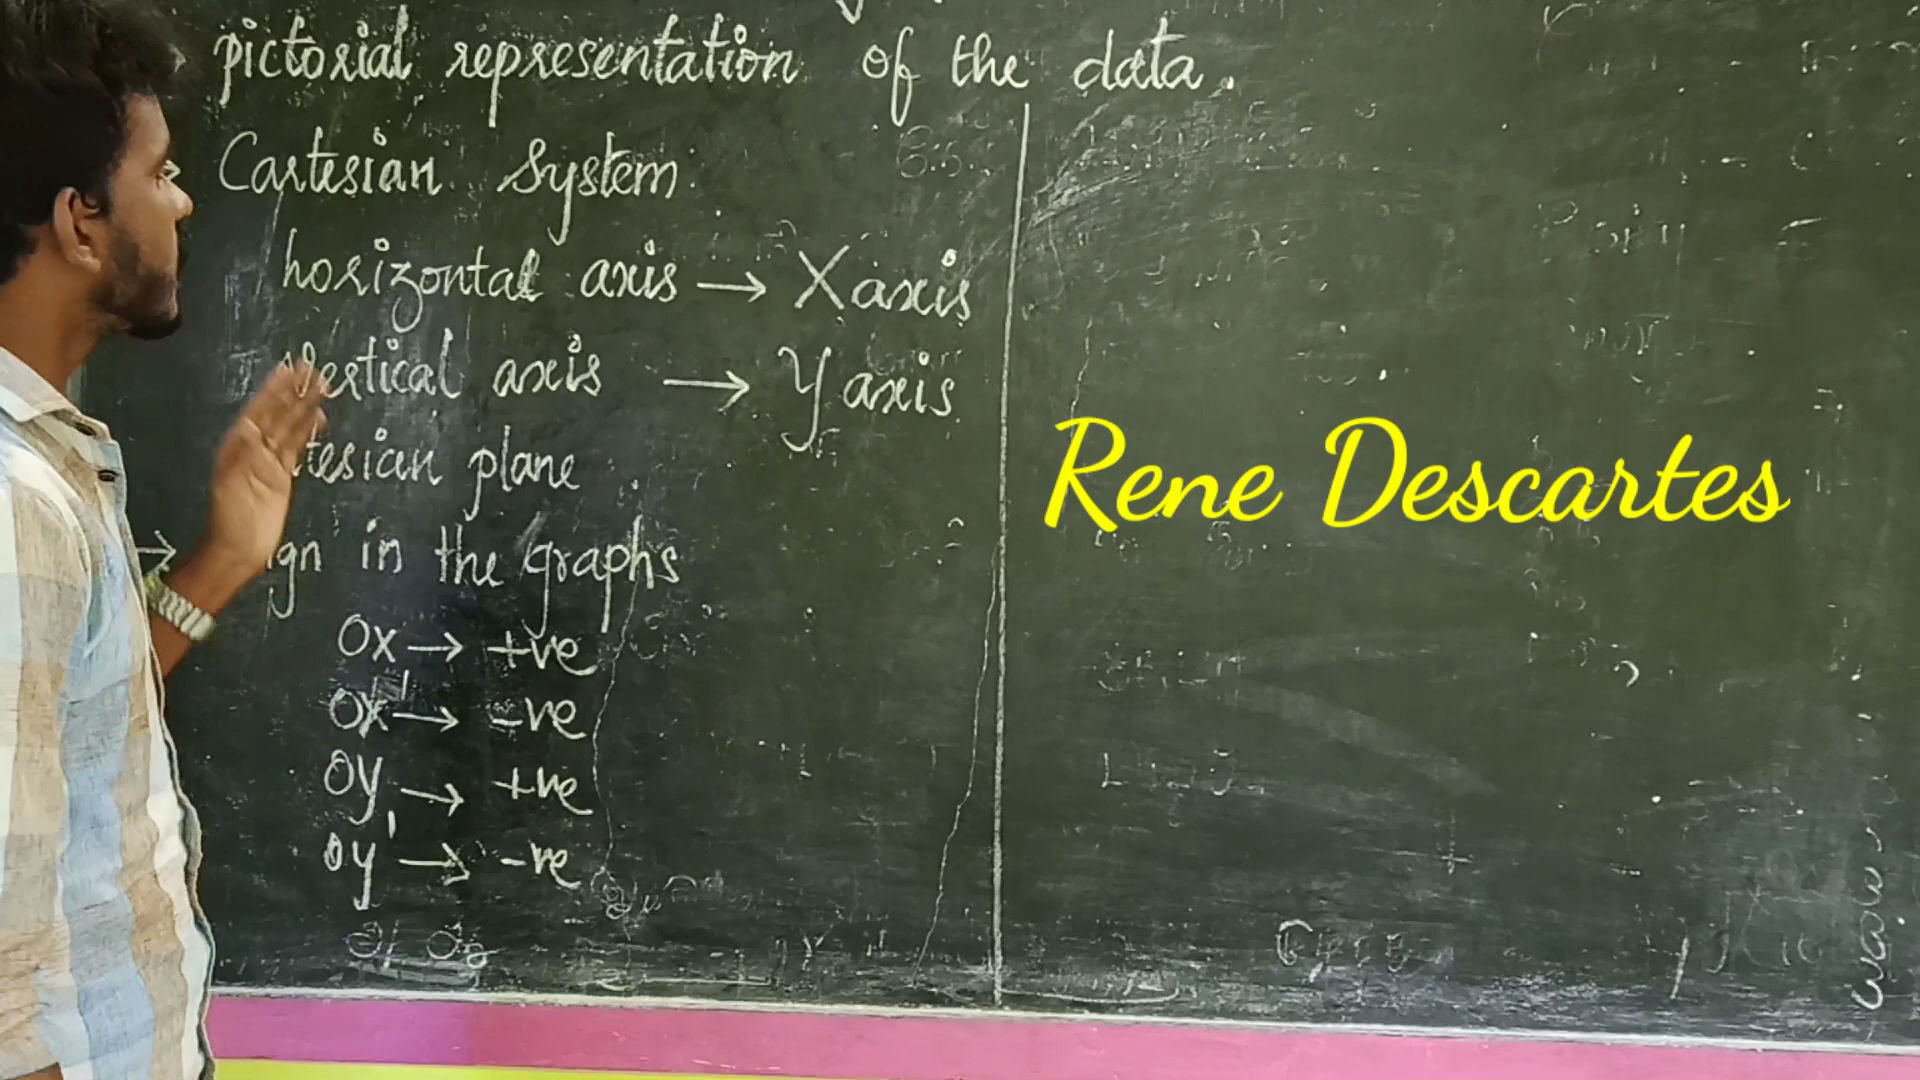 pictorial representation of the data.
Cartesian System
horizontal axis → X axis
Vertical axis → Y axis
tesian plane
→ ign in the graphs
OX → +ve
OX' → -ve
OY → +ve
OY' → -ve
Rene Descartes